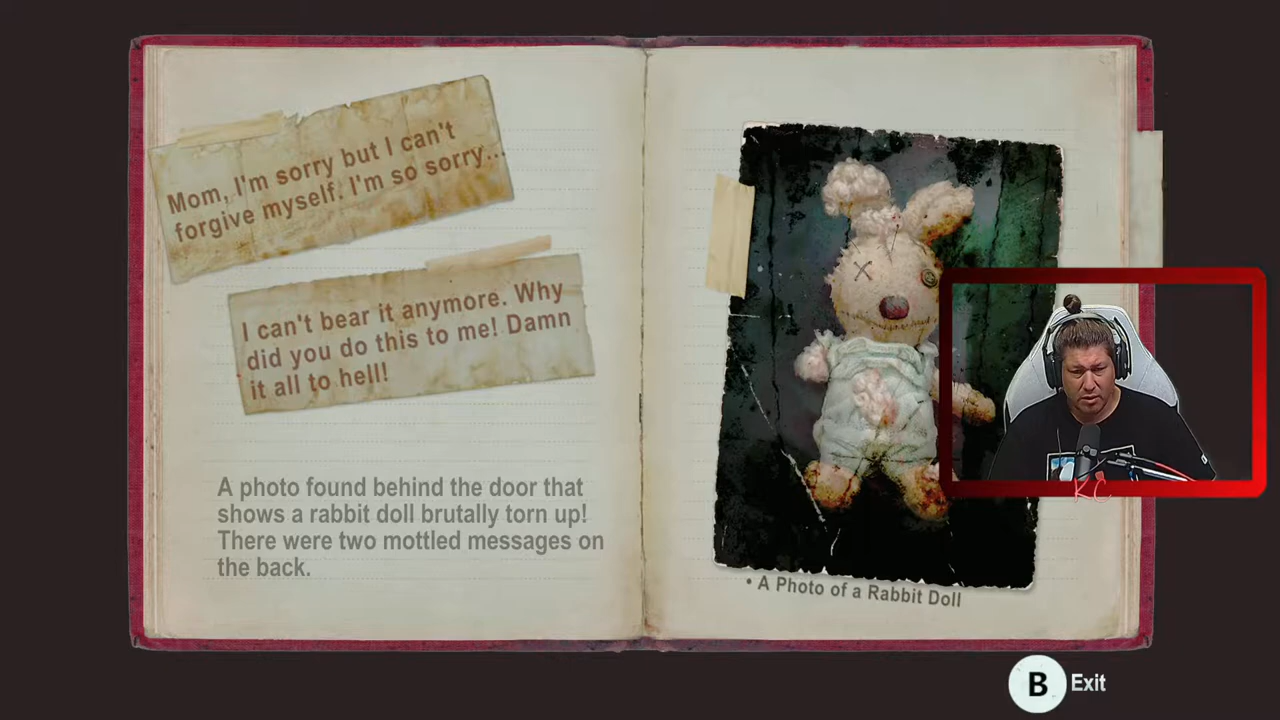 Mom, I'm sorry but I can't
forgive myself. I'm so sorry...
I can't bear it anymore. Why
did you do this to me! Damn
it all to hell!
A photo found behind the door that
shows a rabbit doll brutally torn up!
There were two mottled messages on
the back.
• A Photo of a Rabbit Doll
KC
B Exit